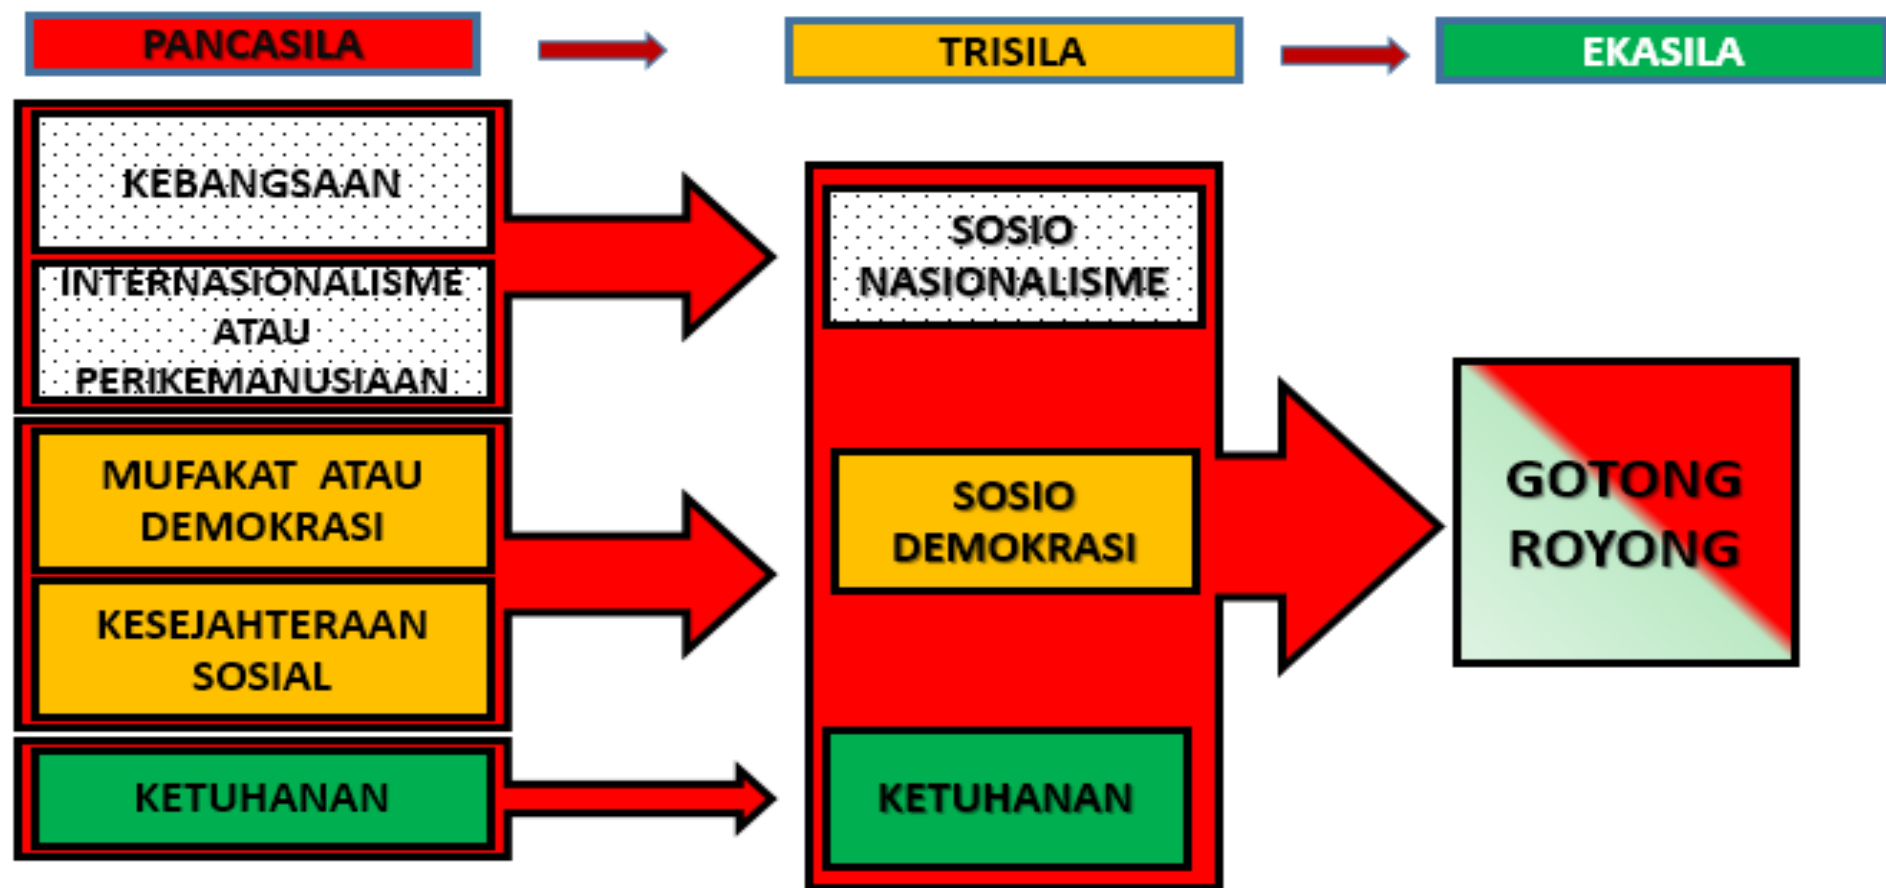 PANCASILA
TRISILA
EKASILA
KEBANGSAAN
INTERNASIONALISME
ATAU
PERIKEMANUSIAAN
MUFAKAT ATAU
DEMOKRASI
KESEJAHTERAAN
SOSIAL
KETUHANAN
SOSIO
NASIONALISME
SOSIO
DEMOKRASI
KETUHANAN
GOTONG
ROYONG